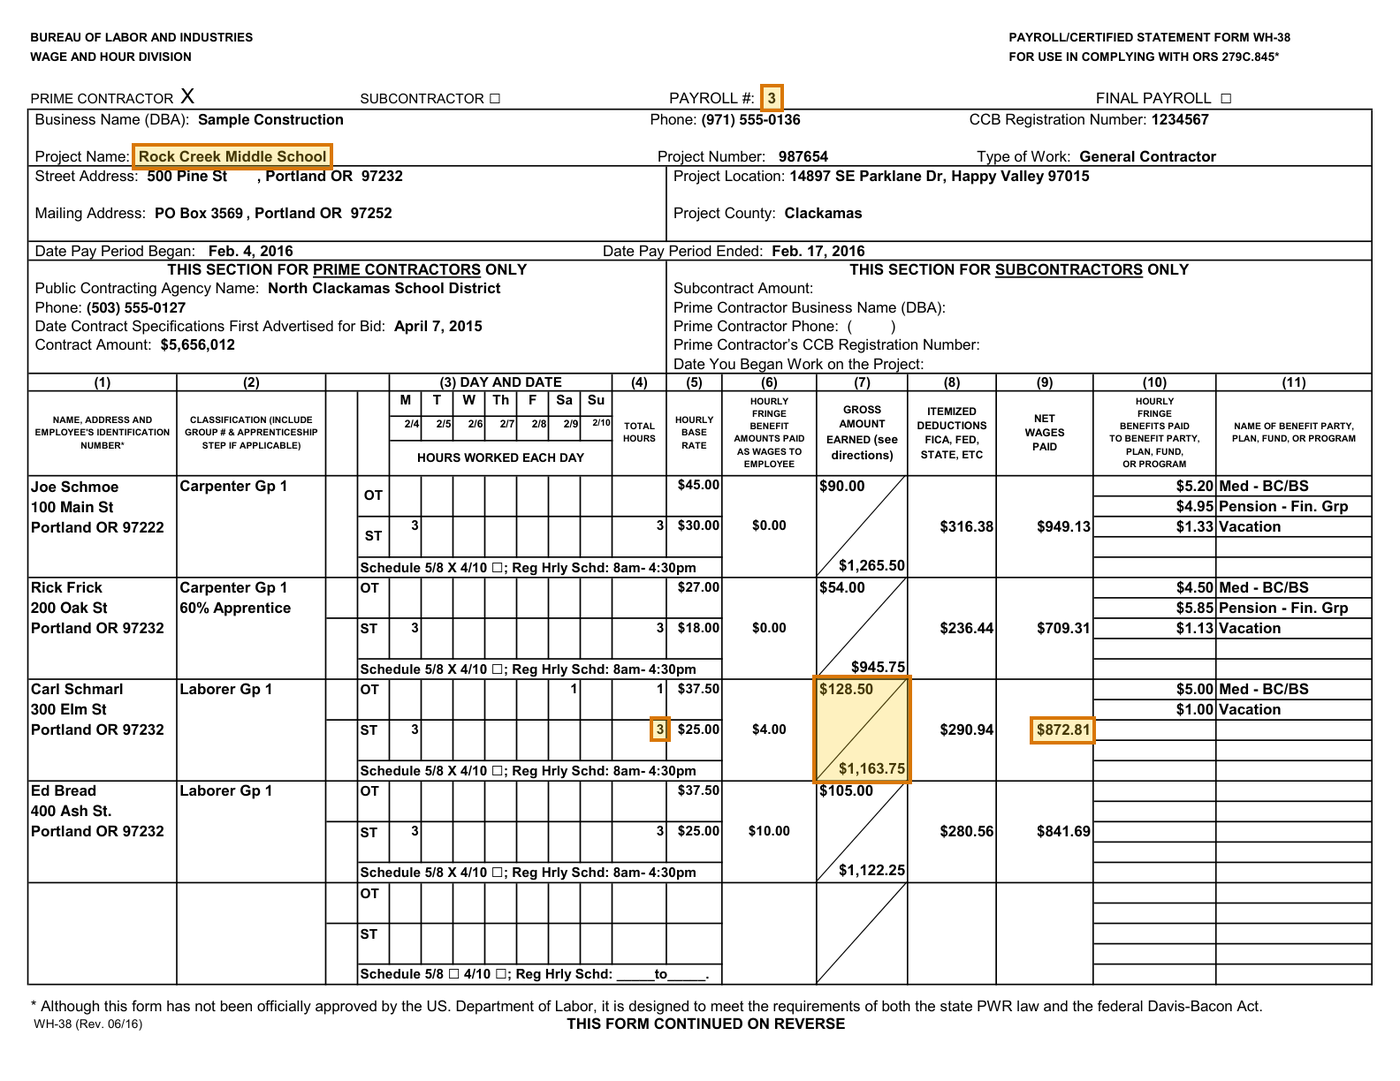 BUREAU OF LABOR AND INDUSTRIES
WAGE AND HOUR DIVISION
PAYROLL/CERTIFIED STATEMENT FORM WH-38
FOR USE IN COMPLYING WITH ORS 279C.845*
PRIME CONTRACTOR X SUBCONTRACTOR ☐ PAYROLL #: 3 FINAL PAYROLL ☐
Business Name (DBA): Sample Construction Phone: (971) 555-0136 CCB Registration Number: 1234567
Project Name: Rock Creek Middle School Project Number: 987654 Type of Work: General Contractor
Street Address: 500 Pine St , Portland OR 97232 Project Location: 14897 SE Parklane Dr, Happy Valley 97015
Mailing Address: PO Box 3569 , Portland OR 97252 Project County: Clackamas
Date Pay Period Began: Feb. 4, 2016 Date Pay Period Ended: Feb. 17, 2016
THIS SECTION FOR PRIME CONTRACTORS ONLY
Public Contracting Agency Name: North Clackamas School District
Phone: (503) 555-0127
Date Contract Specifications First Advertised for Bid: April 7, 2015
Contract Amount: $5,656,012
THIS SECTION FOR SUBCONTRACTORS ONLY
Subcontract Amount:
Prime Contractor Business Name (DBA):
Prime Contractor Phone: ( )
Prime Contractor's CCB Registration Number:
Date You Began Work on the Project:
(1) (2) (3) DAY AND DATE (4) (5) (6) (7) (8) (9) (10) (11)
NAME, ADDRESS AND
EMPLOYEE'S IDENTIFICATION
NUMBER*
CLASSIFICATION (INCLUDE
GROUP # & APPRENTICESHIP
STEP IF APPLICABLE)
M T W Th F Sa Su
2/4 2/5 2/6 2/7 2/8 2/9 2/10
HOURS WORKED EACH DAY
TOTAL
HOURS
HOURLY
BASE
RATE
HOURLY
FRINGE
BENEFIT
AMOUNTS PAID
AS WAGES TO
EMPLOYEE
GROSS
AMOUNT
EARNED (see
directions)
ITEMIZED
DEDUCTIONS
FICA, FED,
STATE, ETC
NET
WAGES
PAID
HOURLY
FRINGE
BENEFITS PAID
TO BENEFIT PARTY,
PLAN, FUND,
OR PROGRAM
NAME OF BENEFIT PARTY,
PLAN, FUND, OR PROGRAM
Joe Schmoe Carpenter Gp 1 OT $45.00 $90.00 $5.20 Med - BC/BS
100 Main St $4.95 Pension - Fin. Grp
Portland OR 97222 ST 3 3 $30.00 $0.00 $316.38 $949.13 $1.33 Vacation
Schedule 5/8 X 4/10 ☐; Reg Hrly Schd: 8am- 4:30pm $1,265.50
Rick Frick Carpenter Gp 1 OT $27.00 $54.00 $4.50 Med - BC/BS
200 Oak St 60% Apprentice $5.85 Pension - Fin. Grp
Portland OR 97232 ST 3 3 $18.00 $0.00 $236.44 $709.31 $1.13 Vacation
Schedule 5/8 X 4/10 ☐; Reg Hrly Schd: 8am- 4:30pm $945.75
Carl Schmarl Laborer Gp 1 OT 1 1 $37.50 $128.50 $5.00 Med - BC/BS
300 Elm St $1.00 Vacation
Portland OR 97232 ST 3 3 $25.00 $4.00 $290.94 $872.81
Schedule 5/8 X 4/10 ☐; Reg Hrly Schd: 8am- 4:30pm $1,163.75
Ed Bread Laborer Gp 1 OT $37.50 $105.00
400 Ash St.
Portland OR 97232 ST 3 3 $25.00 $10.00 $280.56 $841.69
Schedule 5/8 X 4/10 ☐; Reg Hrly Schd: 8am- 4:30pm $1,122.25
OT
ST
Schedule 5/8 ☐ 4/10 ☐; Reg Hrly Schd: _____to_____.
* Although this form has not been officially approved by the US. Department of Labor, it is designed to meet the requirements of both the state PWR law and the federal Davis-Bacon Act.
WH-38 (Rev. 06/16) THIS FORM CONTINUED ON REVERSE